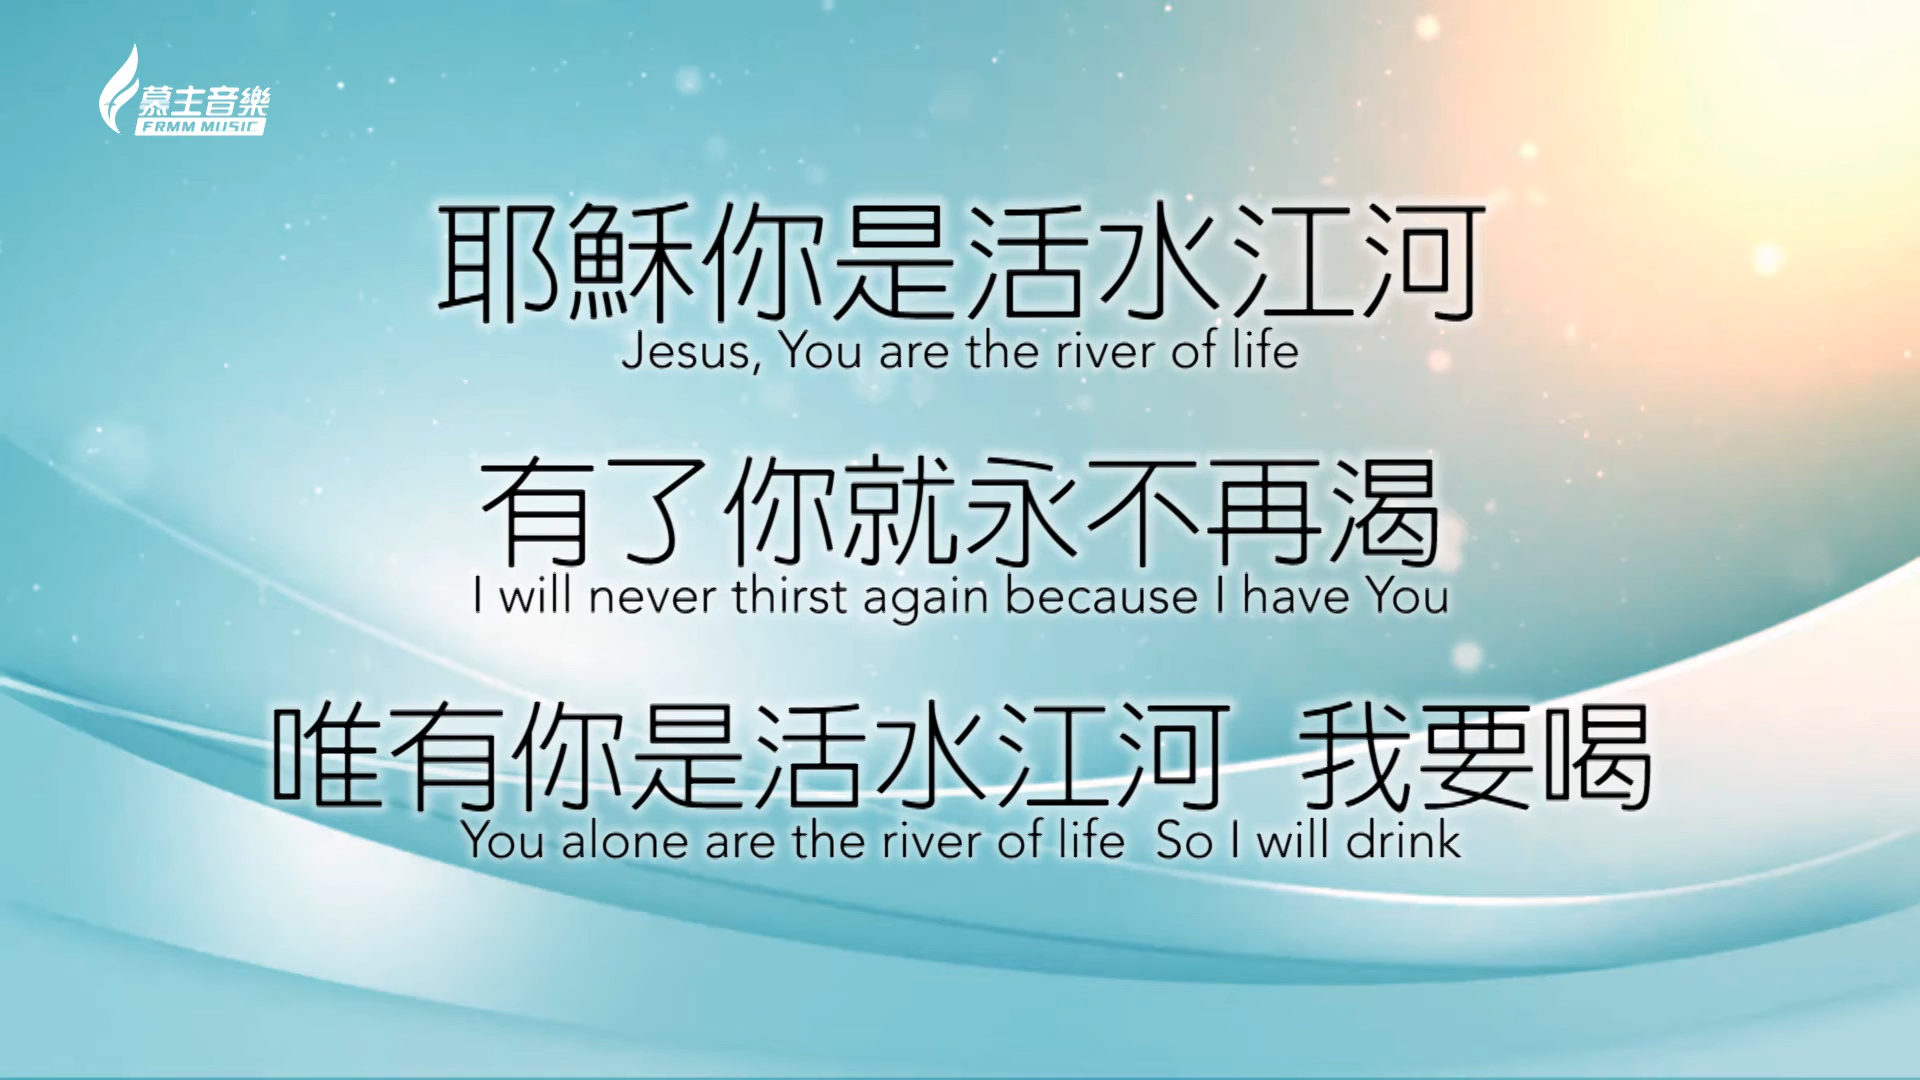 慕主音樂
FRMM MUSIC
耶穌你是活水江河
Jesus, You are the river of life
有了你就永不再渴
I will never thirst again because I have You
唯有你是活水江河 我要喝
You alone are the river of life So I will drink